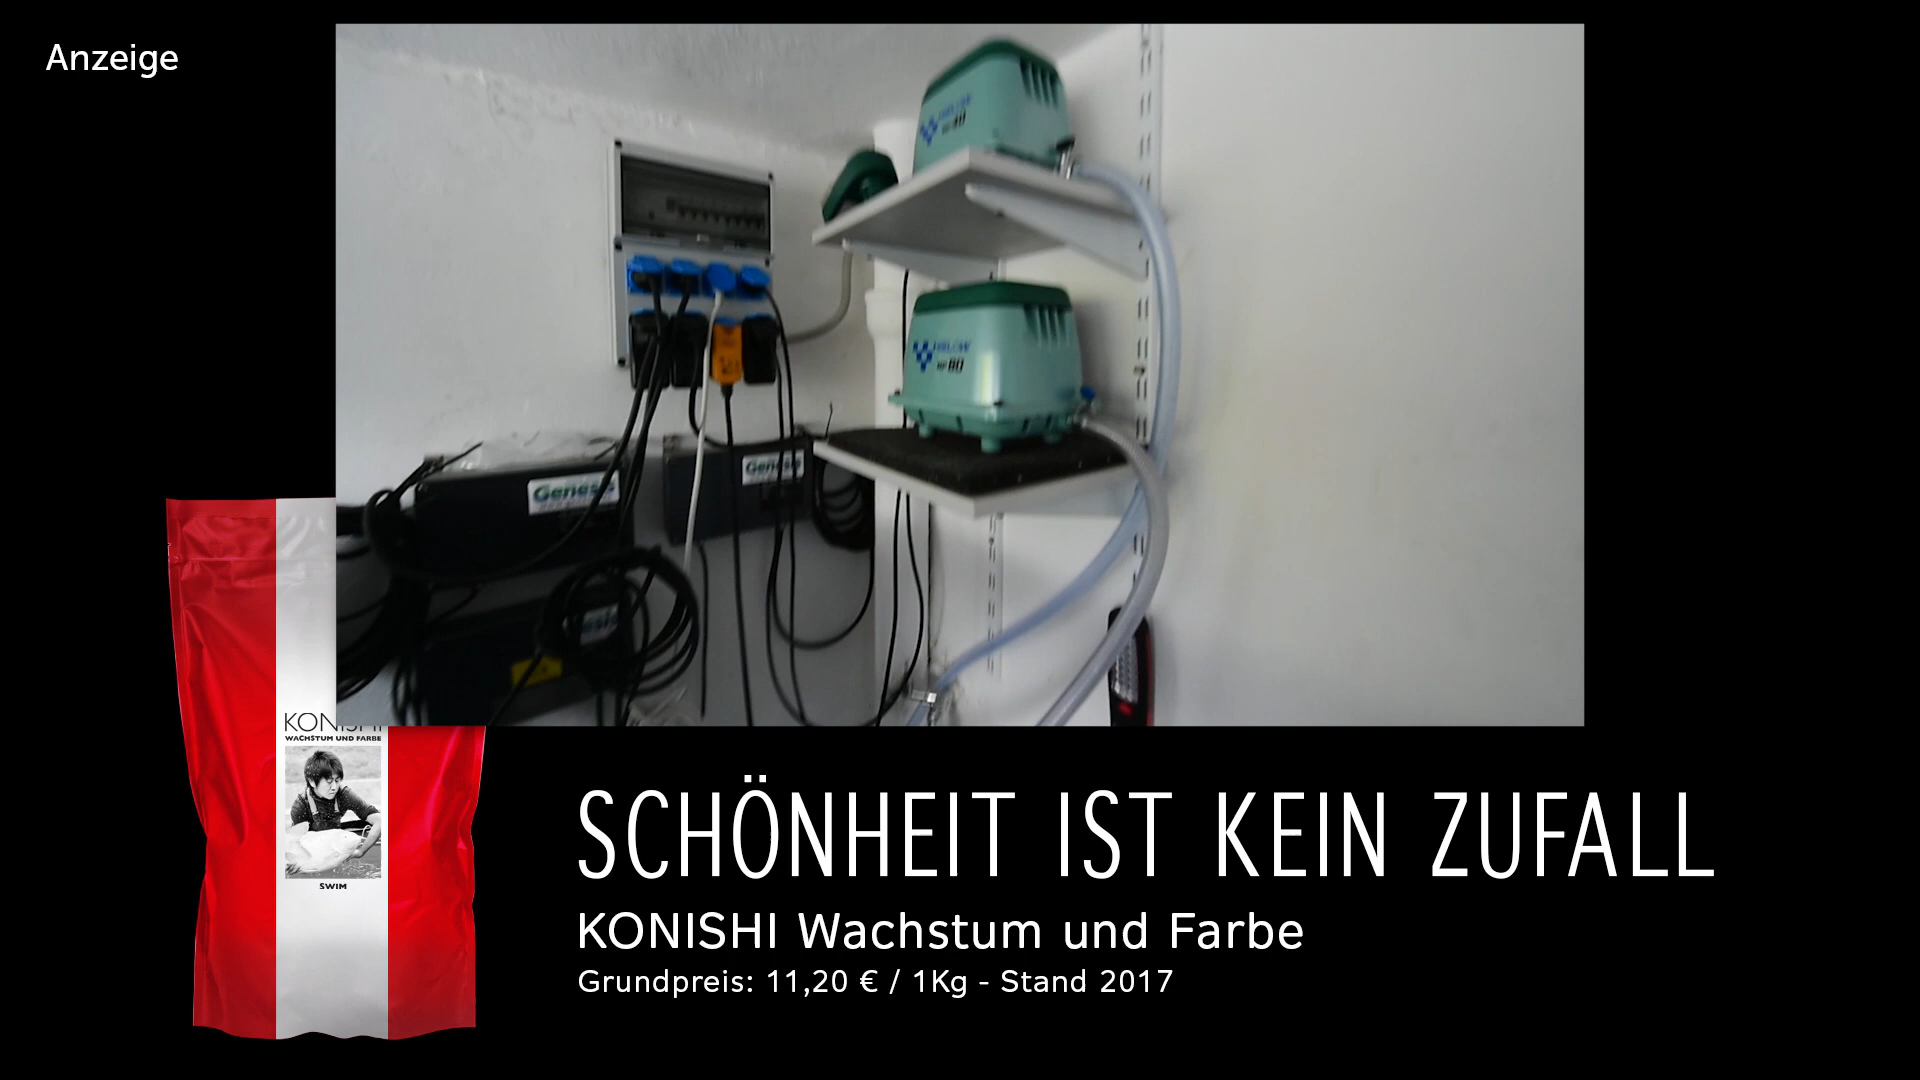 Anzeige
80
Genesis
Genesis
KONISHI
WACHSTUM UND FARBE
SWIM
SCHÖNHEIT IST KEIN ZUFALL
KONISHI Wachstum und Farbe
Grundpreis: 11,20 € / 1Kg - Stand 2017